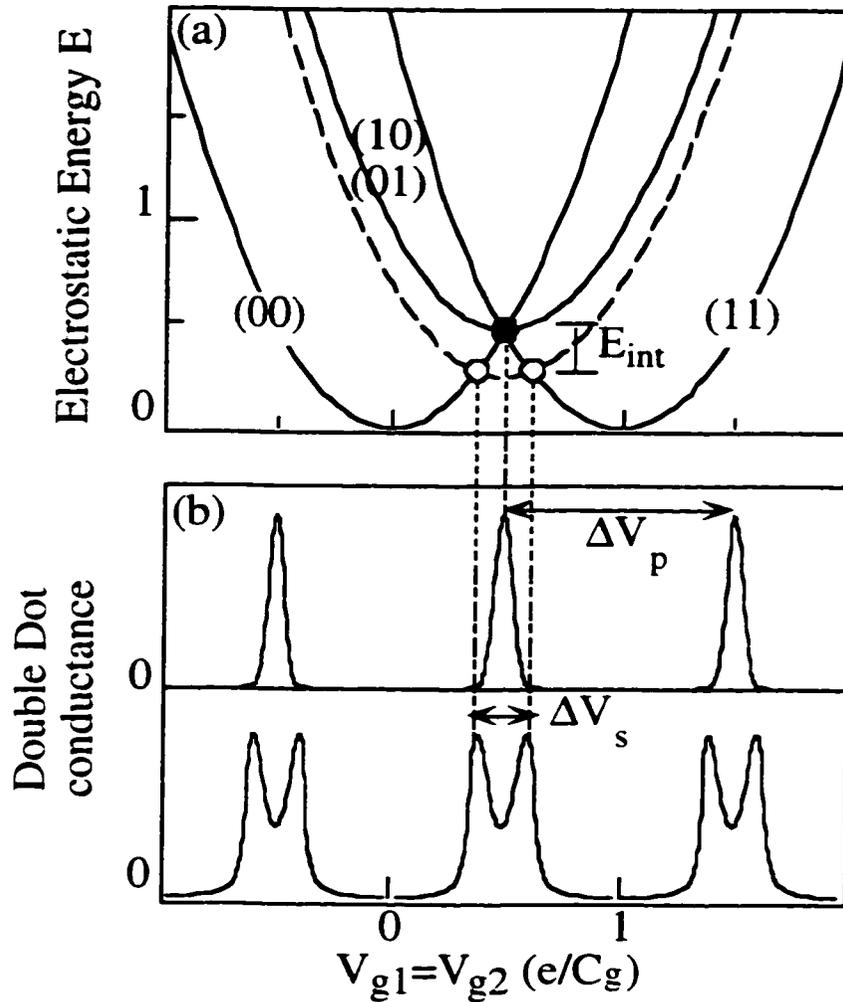 (a)
Electrostatic Energy E
1
0
(10)
(01)
(00)
(11)
E_int
(b)
Double Dot
conductance
0
0
ΔV_p
ΔV_s
0 1
V_g1=V_g2 (e/Cg)